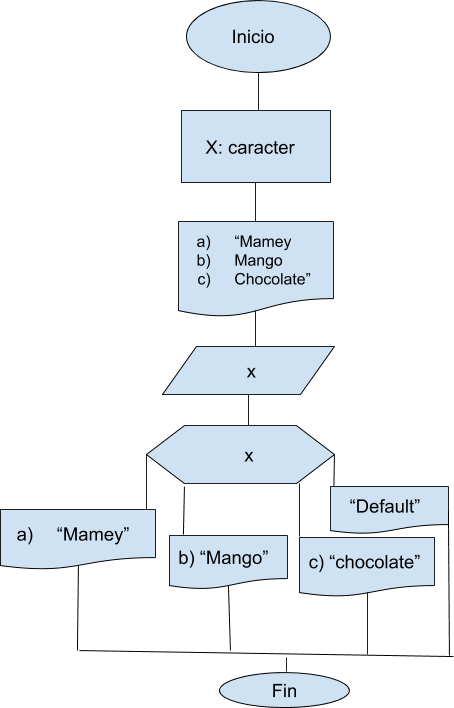 Inicio
X: caracter
a) “Mamey
b) Mango
c) Chocolate”
x
x
“Default”
a) “Mamey”
b) “Mango”
c) “chocolate”
Fin